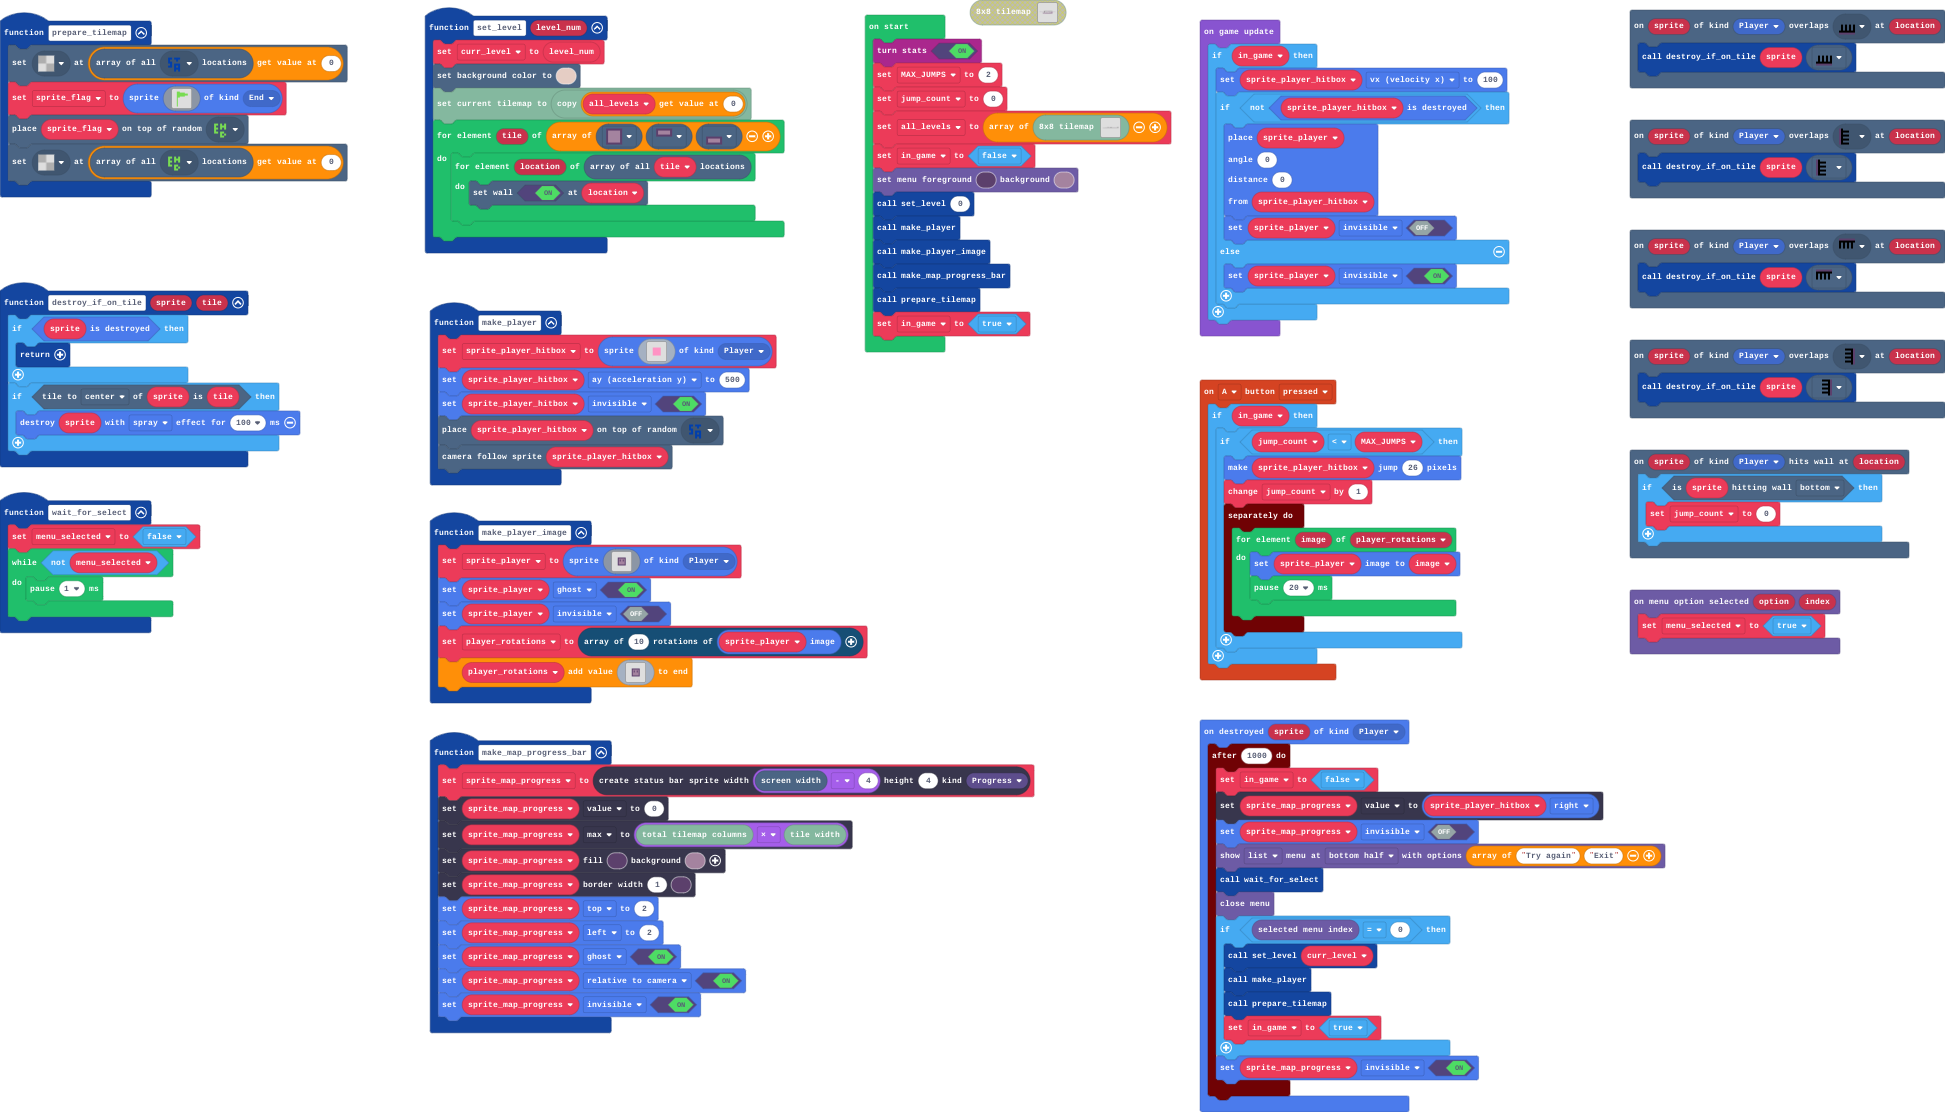 function prepare_tilemap
set at array of all locations get value at 0
set sprite_flag to sprite of kind End
place sprite_flag on top of random
set at array of all locations get value at 0
function destroy_if_on_tile sprite tile
if sprite is destroyed then
return
if tile to center of sprite is tile then
destroy sprite with spray effect for 100 ms
function wait_for_select
set menu_selected to false
while not menu_selected
do
pause 1 ms
function set_level level_num
set curr_level to level_num
set background color to
set current tilemap to copy all_levels get value at 0
for element tile of array of
do
for element location of array of all tile locations
do
set wall ON at location
function make_player
set sprite_player_hitbox to sprite of kind Player
set sprite_player_hitbox ay (acceleration y) to 500
set sprite_player_hitbox invisible ON
place sprite_player_hitbox on top of random
camera follow sprite sprite_player_hitbox
function make_player_image
set sprite_player to sprite of kind Player
set sprite_player ghost ON
set sprite_player invisible OFF
set player_rotations to array of 10 rotations of sprite_player image
player_rotations add value to end
function make_map_progress_bar
set sprite_map_progress to create status bar sprite width screen width - 4 height 4 kind Progress
set sprite_map_progress value to 0
set sprite_map_progress max to total tilemap columns × tile width
set sprite_map_progress fill background
set sprite_map_progress border width 1
set sprite_map_progress top to 2
set sprite_map_progress left to 2
set sprite_map_progress ghost ON
set sprite_map_progress relative to camera ON
set sprite_map_progress invisible ON
8x8 tilemap
on start
turn stats ON
set MAX_JUMPS to 2
set jump_count to 0
set all_levels to array of 8x8 tilemap
set in_game to false
set menu foreground background
call set_level 0
call make_player
call make_player_image
call make_map_progress_bar
call prepare_tilemap
set in_game to true
on game update
if in_game then
set sprite_player_hitbox vx (velocity x) to 100
if not sprite_player_hitbox is destroyed then
place sprite_player
angle 0
distance 0
from sprite_player_hitbox
set sprite_player invisible OFF
else
set sprite_player invisible ON
on A button pressed
if in_game then
if jump_count < MAX_JUMPS then
make sprite_player_hitbox jump 26 pixels
change jump_count by 1
separately do
for element image of player_rotations
do
set sprite_player image to image
pause 20 ms
on destroyed sprite of kind Player
after 1000 do
set in_game to false
set sprite_map_progress value to sprite_player_hitbox right
set sprite_map_progress invisible OFF
show list menu at bottom half with options array of "Try again" "Exit"
call wait_for_select
close menu
if selected menu index = 0 then
call set_level curr_level
call make_player
call prepare_tilemap
set in_game to true
set sprite_map_progress invisible ON
on sprite of kind Player overlaps at location
call destroy_if_on_tile sprite
on sprite of kind Player overlaps at location
call destroy_if_on_tile sprite
on sprite of kind Player overlaps at location
call destroy_if_on_tile sprite
on sprite of kind Player overlaps at location
call destroy_if_on_tile sprite
on sprite of kind Player hits wall at location
if is sprite hitting wall bottom then
set jump_count to 0
on menu option selected option index
set menu_selected to true